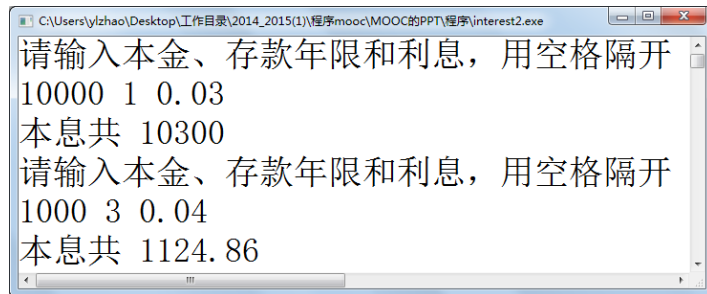 C:\Users\ylzhao\Desktop\工作目录\2014_2015(1)\程序mooc\MOOC的PPT\程序\interest2.exe
请输入本金、存款年限和利息，用空格隔开
10000 1 0.03
本息共 10300
请输入本金、存款年限和利息，用空格隔开
1000 3 0.04
本息共 1124.86